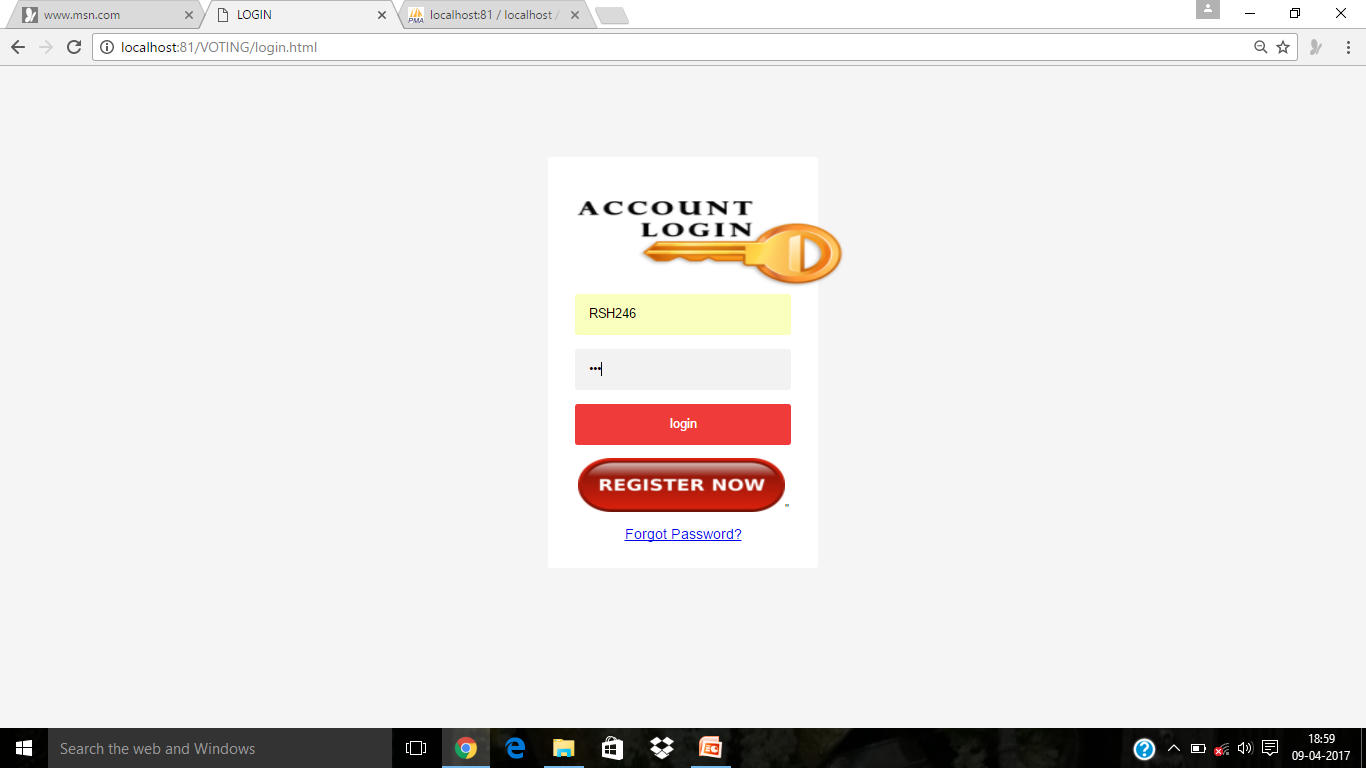 www.msn.com
LOGIN
PMA
localhost:81 / localhost /
localhost:81/VOTING/login.html
ACCOUNT
LOGIN
RSH246
•••
login
REGISTER NOW
"
Forgot Password?
Search the web and Windows
?
18:59
09-04-2017